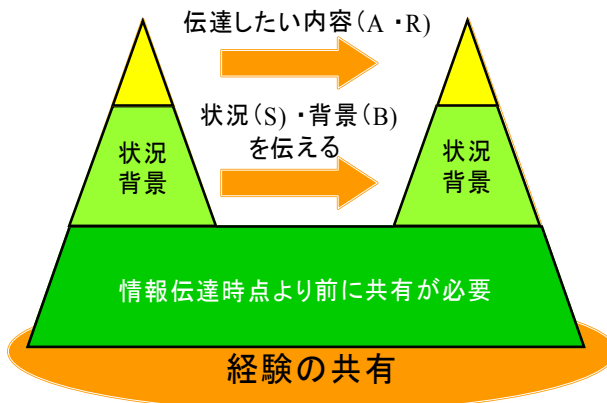 伝達したい内容(A・R)
状況(S)・背景(B)
を伝える
状況
背景
状況
背景
情報伝達時点より前に共有が必要
経験の共有